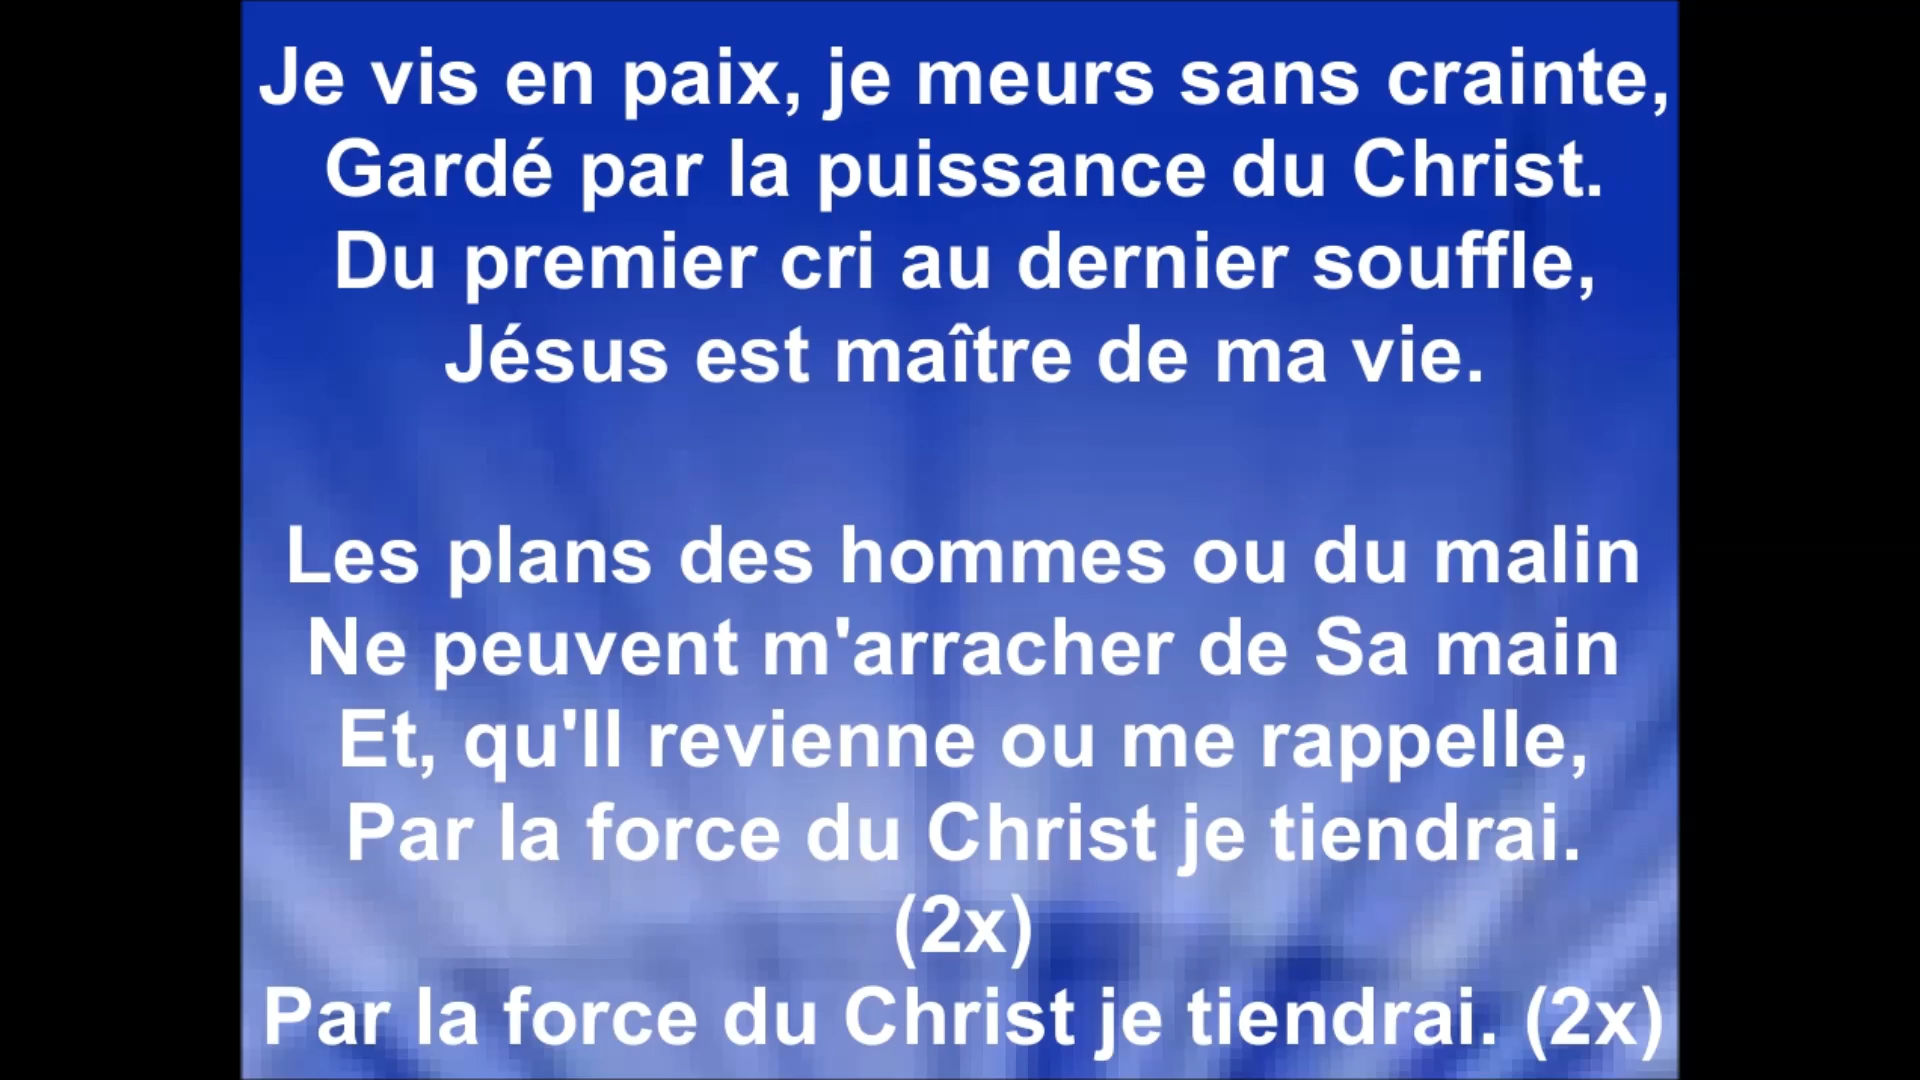 Je vis en paix, je meurs sans crainte,
Gardé par la puissance du Christ.
Du premier cri au dernier souffle,
Jésus est maître de ma vie.
Les plans des hommes ou du malin
Ne peuvent m'arracher de Sa main
Et, qu'Il revienne ou me rappelle,
Par la force du Christ je tiendrai.
(2x)
Par la force du Christ je tiendrai. (2x)